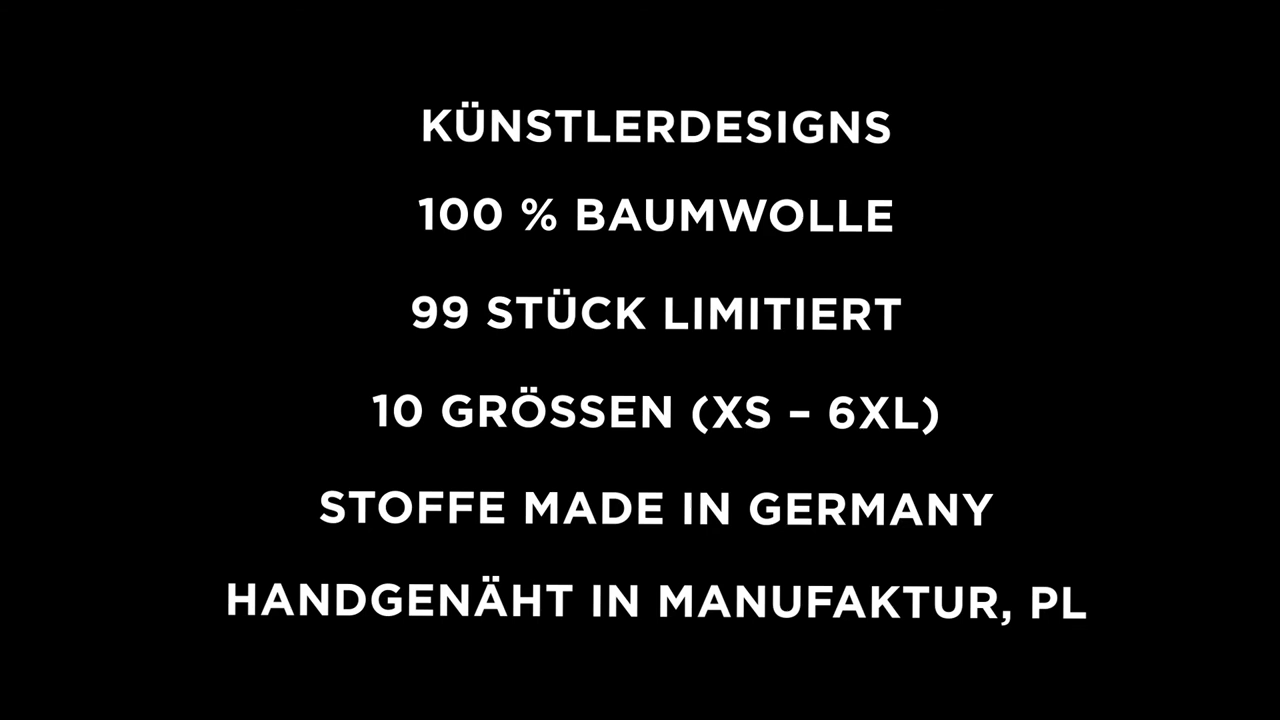 KÜNSTLERDESIGNS
100 % BAUMWOLLE
99 STÜCK LIMITIERT
10 GRÖSSEN (XS – 6XL)
STOFFE MADE IN GERMANY
HANDGENÄHT IN MANUFAKTUR, PL